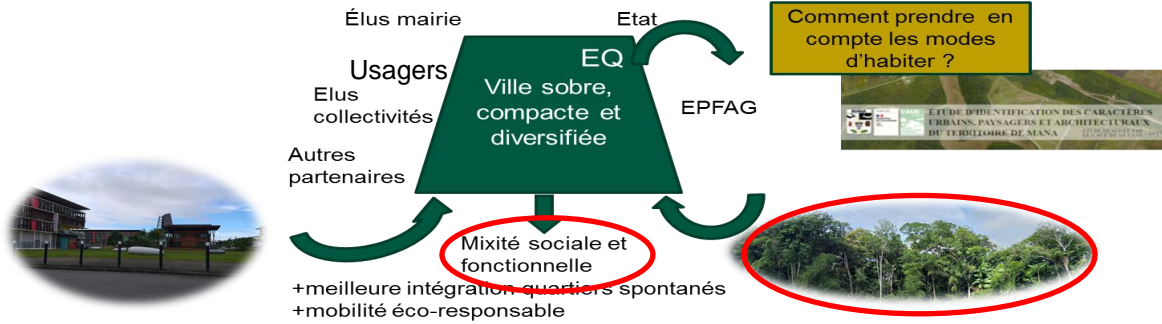 Élus mairie
Etat
Comment prendre en
compte les modes
d'habiter ?
EQ
Usagers
Ville sobre,
compacte et
diversifiée
Elus
collectivités
EPFAG
MANA
CAUE
ÉTUDE D'IDENTIFICATION DES CARACTÈRES
URBAINS, PAYSAGERS ET ARCHITECTURAUX
DU TERRITOIRE DE MANA
Autres
partenaires
Mixité sociale et
fonctionnelle
+meilleure intégration quartiers spontanés
+mobilité éco-responsable